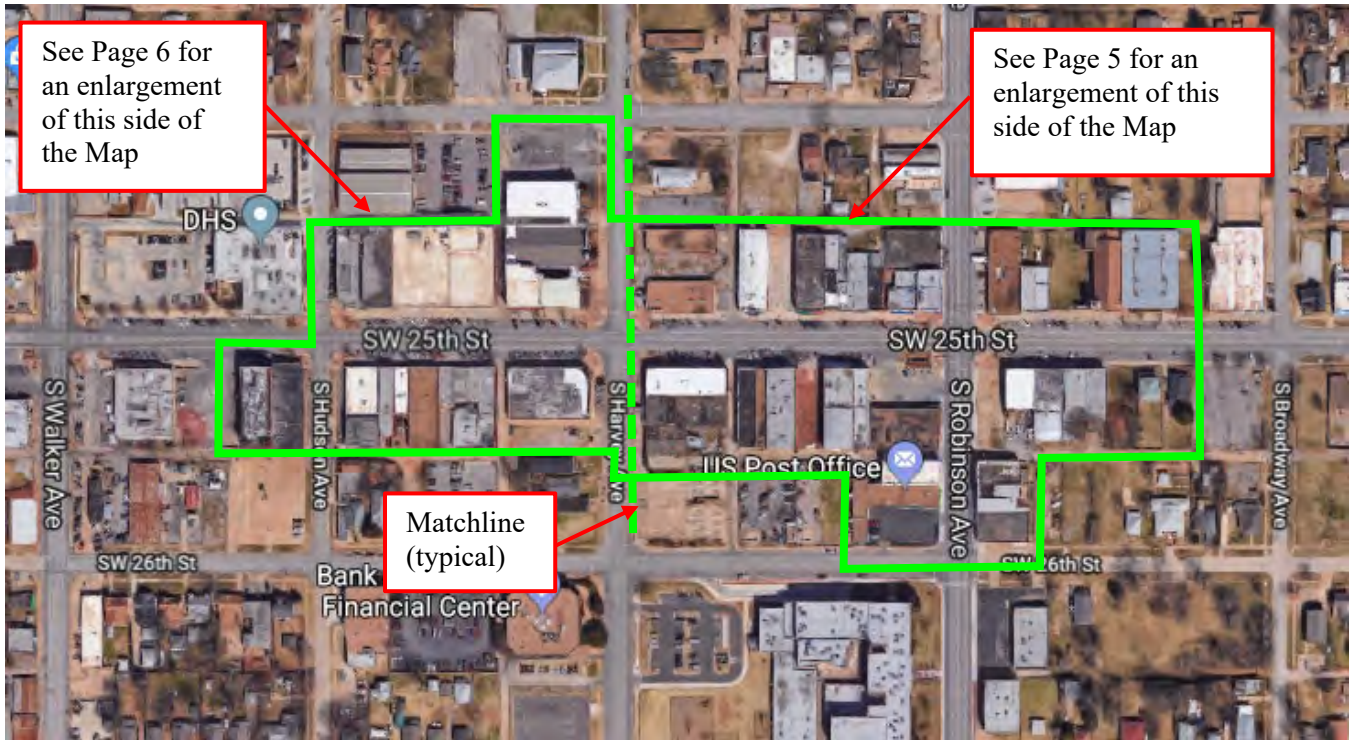 See Page 6 for
an enlargement
of this side of
the Map
See Page 5 for an
enlargement of this
side of the Map
DHS
SW 25th St
SW 25th St
S Walker Ave
S Hudson Ave
S Harvey Ave
S Robinson Ave
S Broadway Ave
US Post Office
Matchline
(typical)
SW 26th St
SW 26th St
Bank
Financial Center